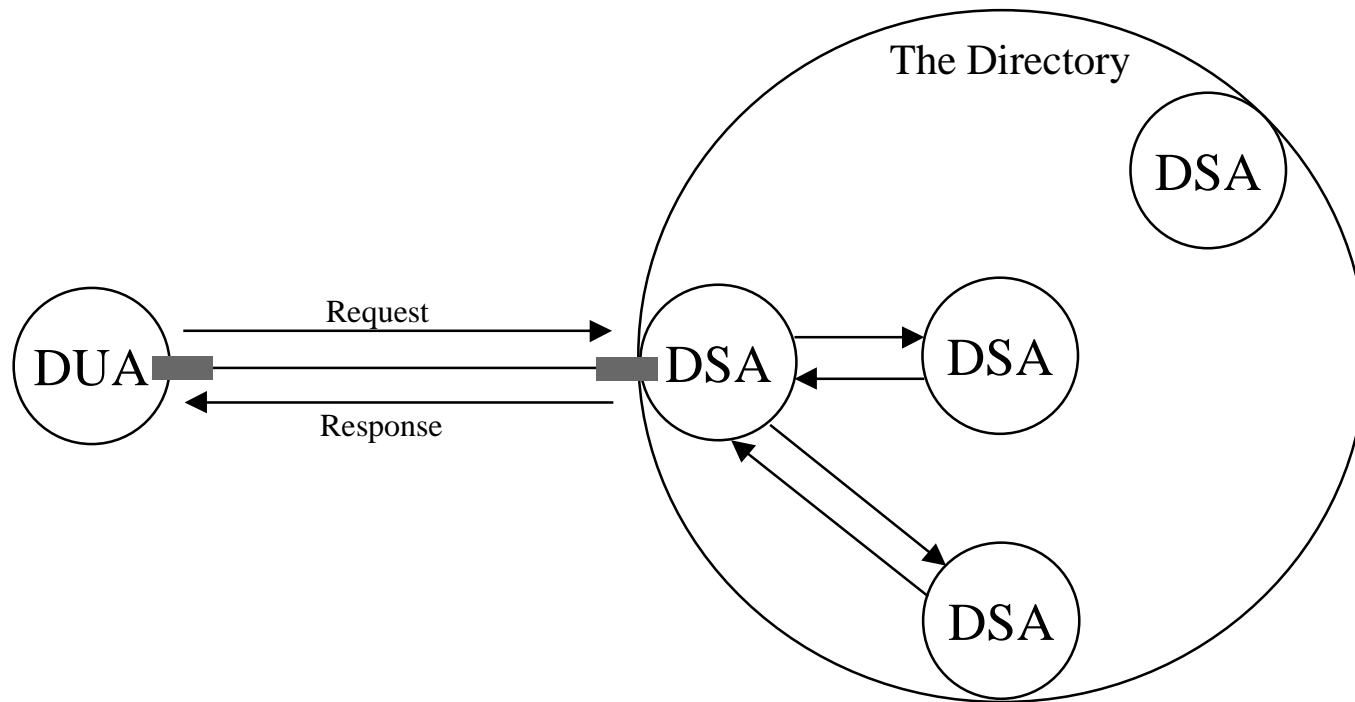 The Directory
DSA
Request
DUA
DSA
DSA
Response
DSA